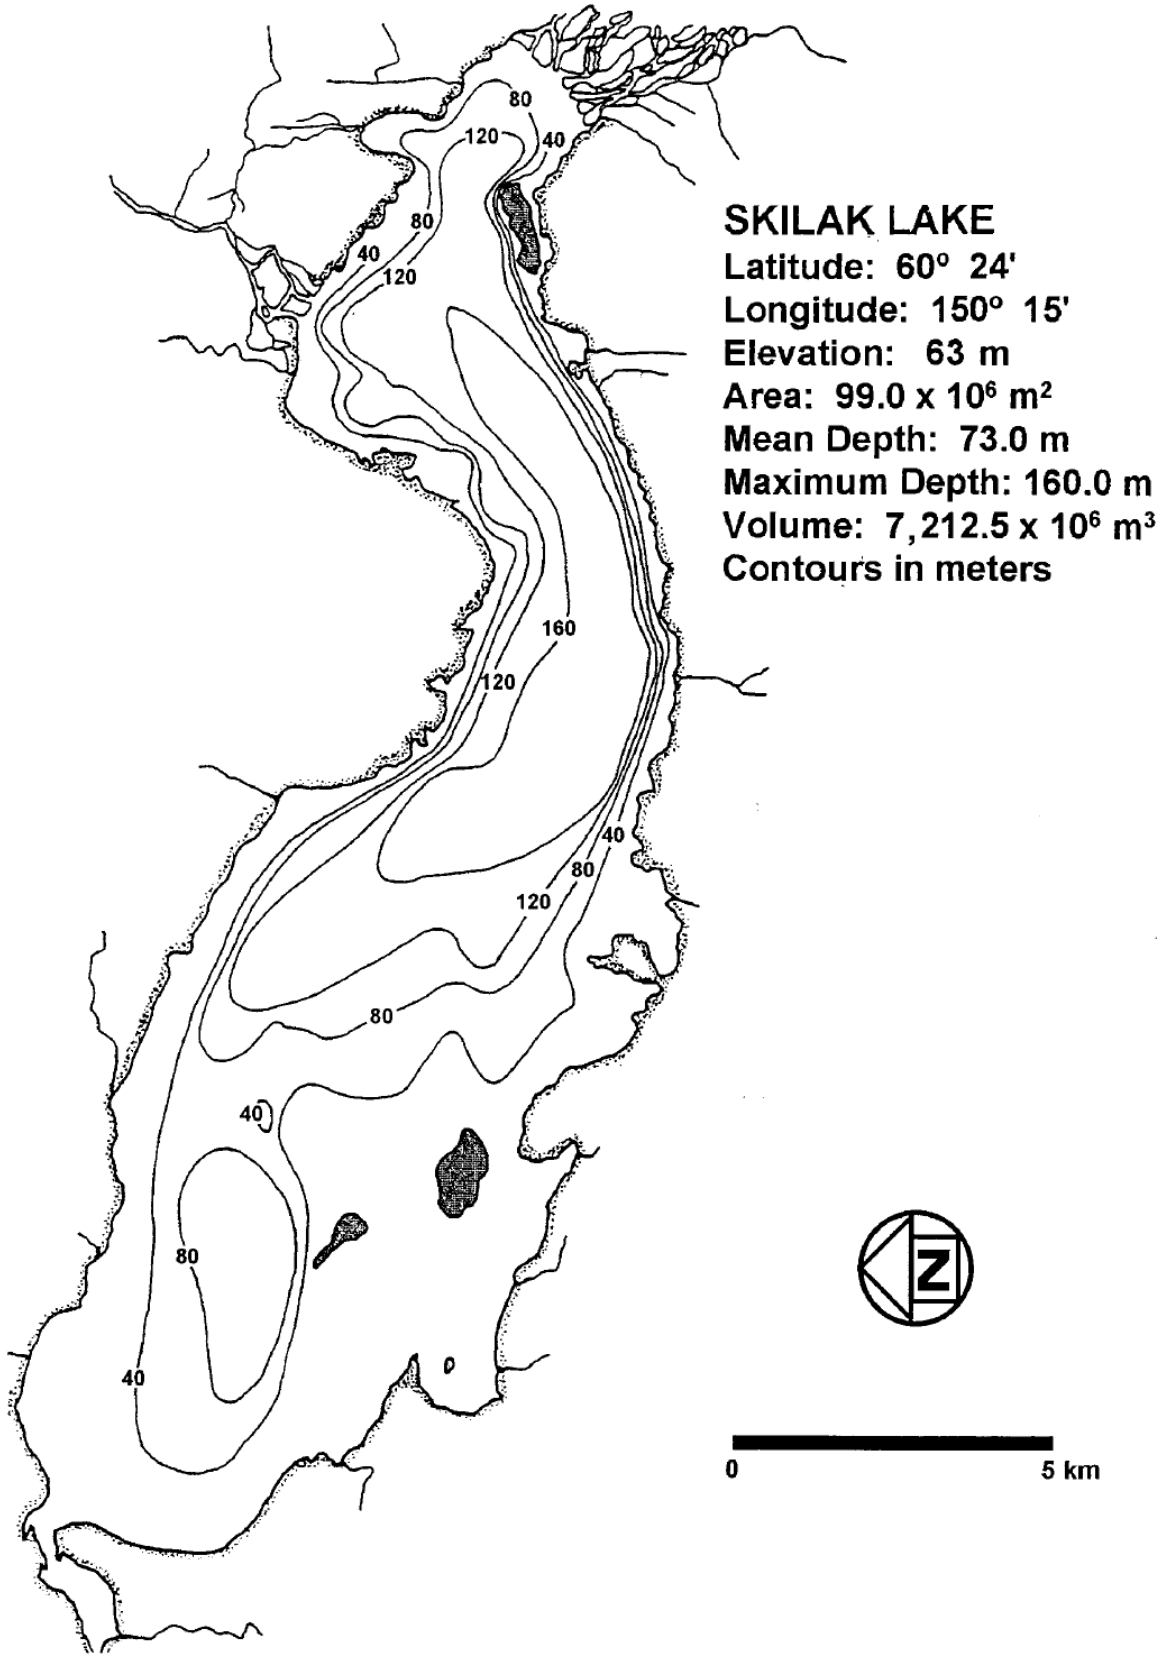 80
120
40
80
40
120
SKILAK LAKE
Latitude: 60º 24'
Longitude: 150º 15'
Elevation: 63 m
Area: 99.0 x 10⁶ m²
Mean Depth: 73.0 m
Maximum Depth: 160.0 m
Volume: 7,212.5 x 10⁶ m³
Contours in meters
160
120
40
80
120
80
40
80
N
40
0
5 km